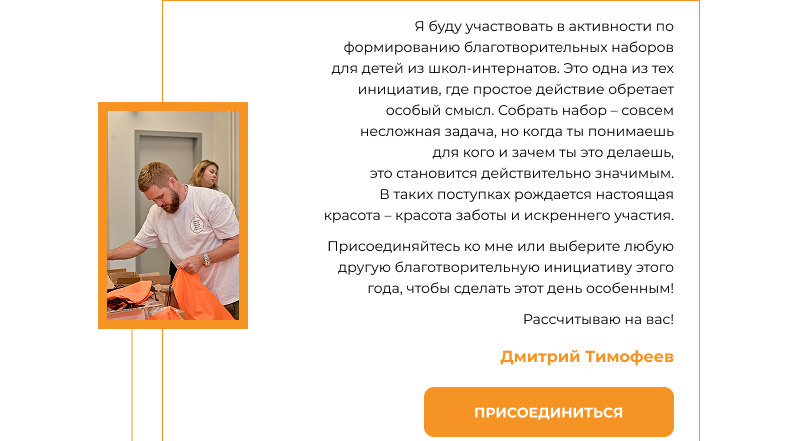 Я буду участвовать в активности по
формированию благотворительных наборов
для детей из школ-интернатов. Это одна из тех
инициатив, где простое действие обретает
особый смысл. Собрать набор – совсем
несложная задача, но когда ты понимаешь
для кого и зачем ты это делаешь,
это становится действительно значимым.
В таких поступках рождается настоящая
красота – красота заботы и искреннего участия.
Присоединяйтесь ко мне или выберите любую
другую благотворительную инициативу этого
года, чтобы сделать этот день особенным!
Рассчитываю на вас!
Дмитрий Тимофеев
ПРИСОЕДИНИТЬСЯ